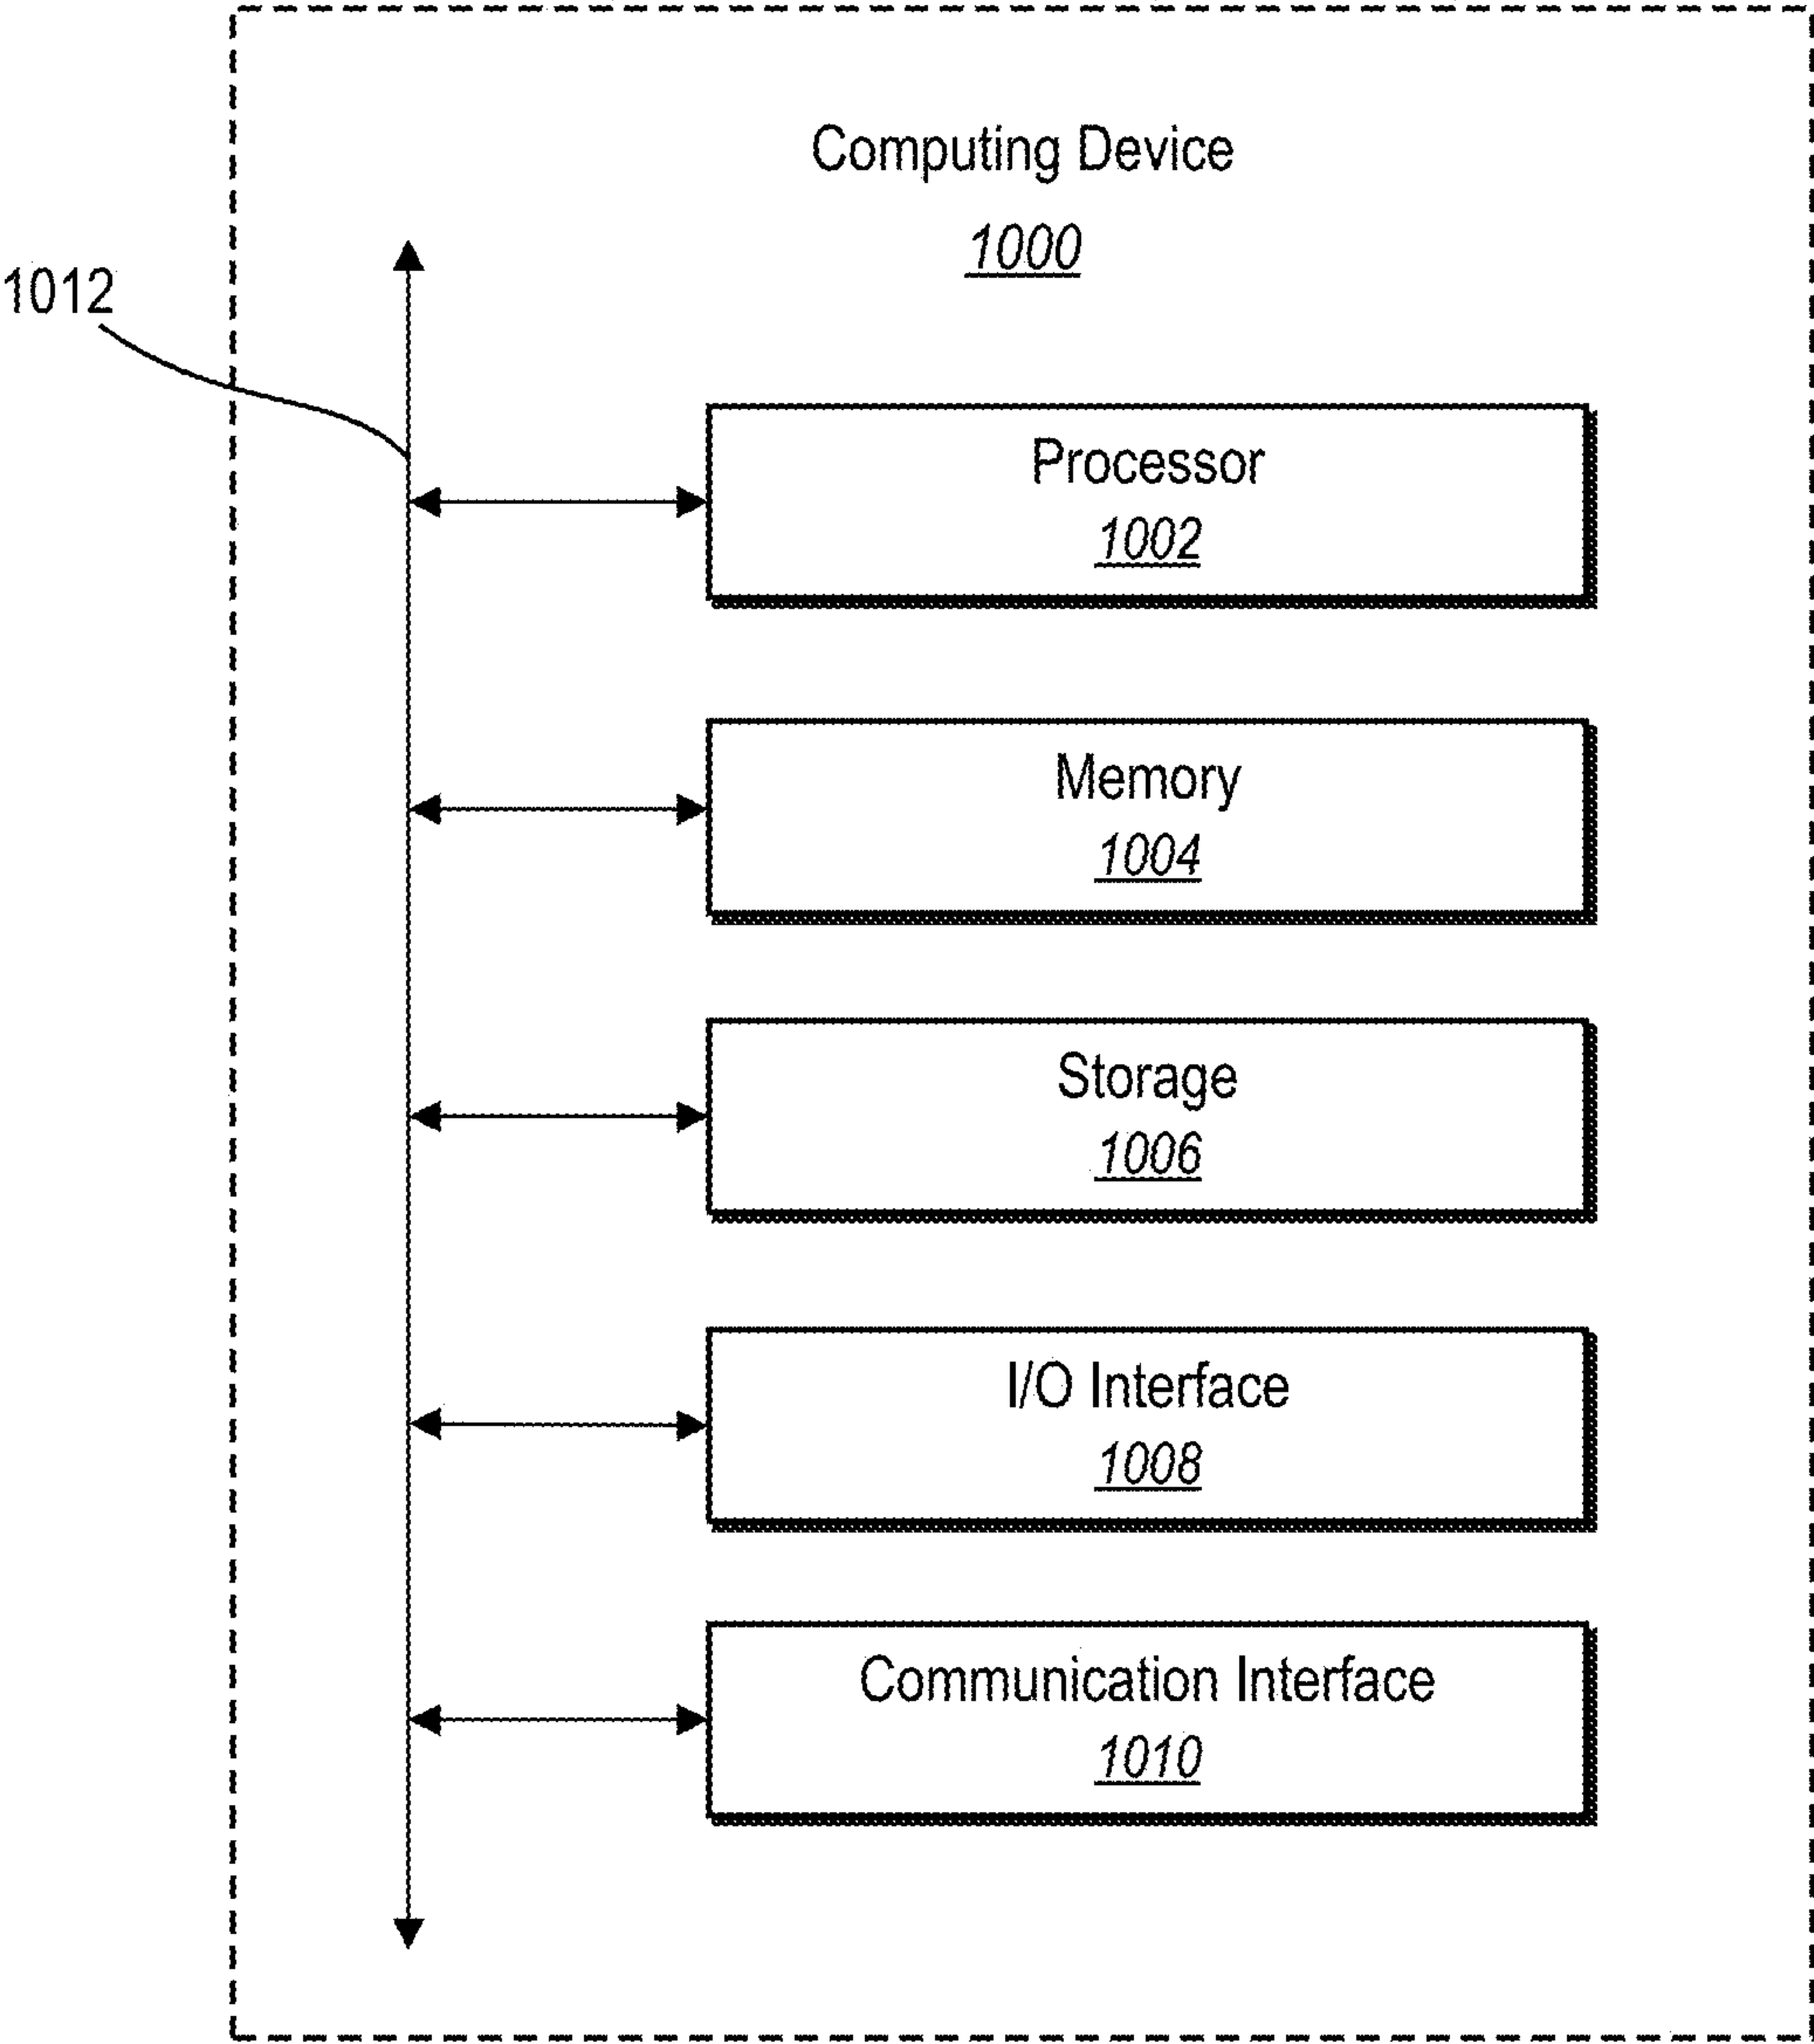 Computing Device
1000
1012
Processor
1002
Memory
1004
Storage
1006
I/O Interface
1008
Communication Interface
1010